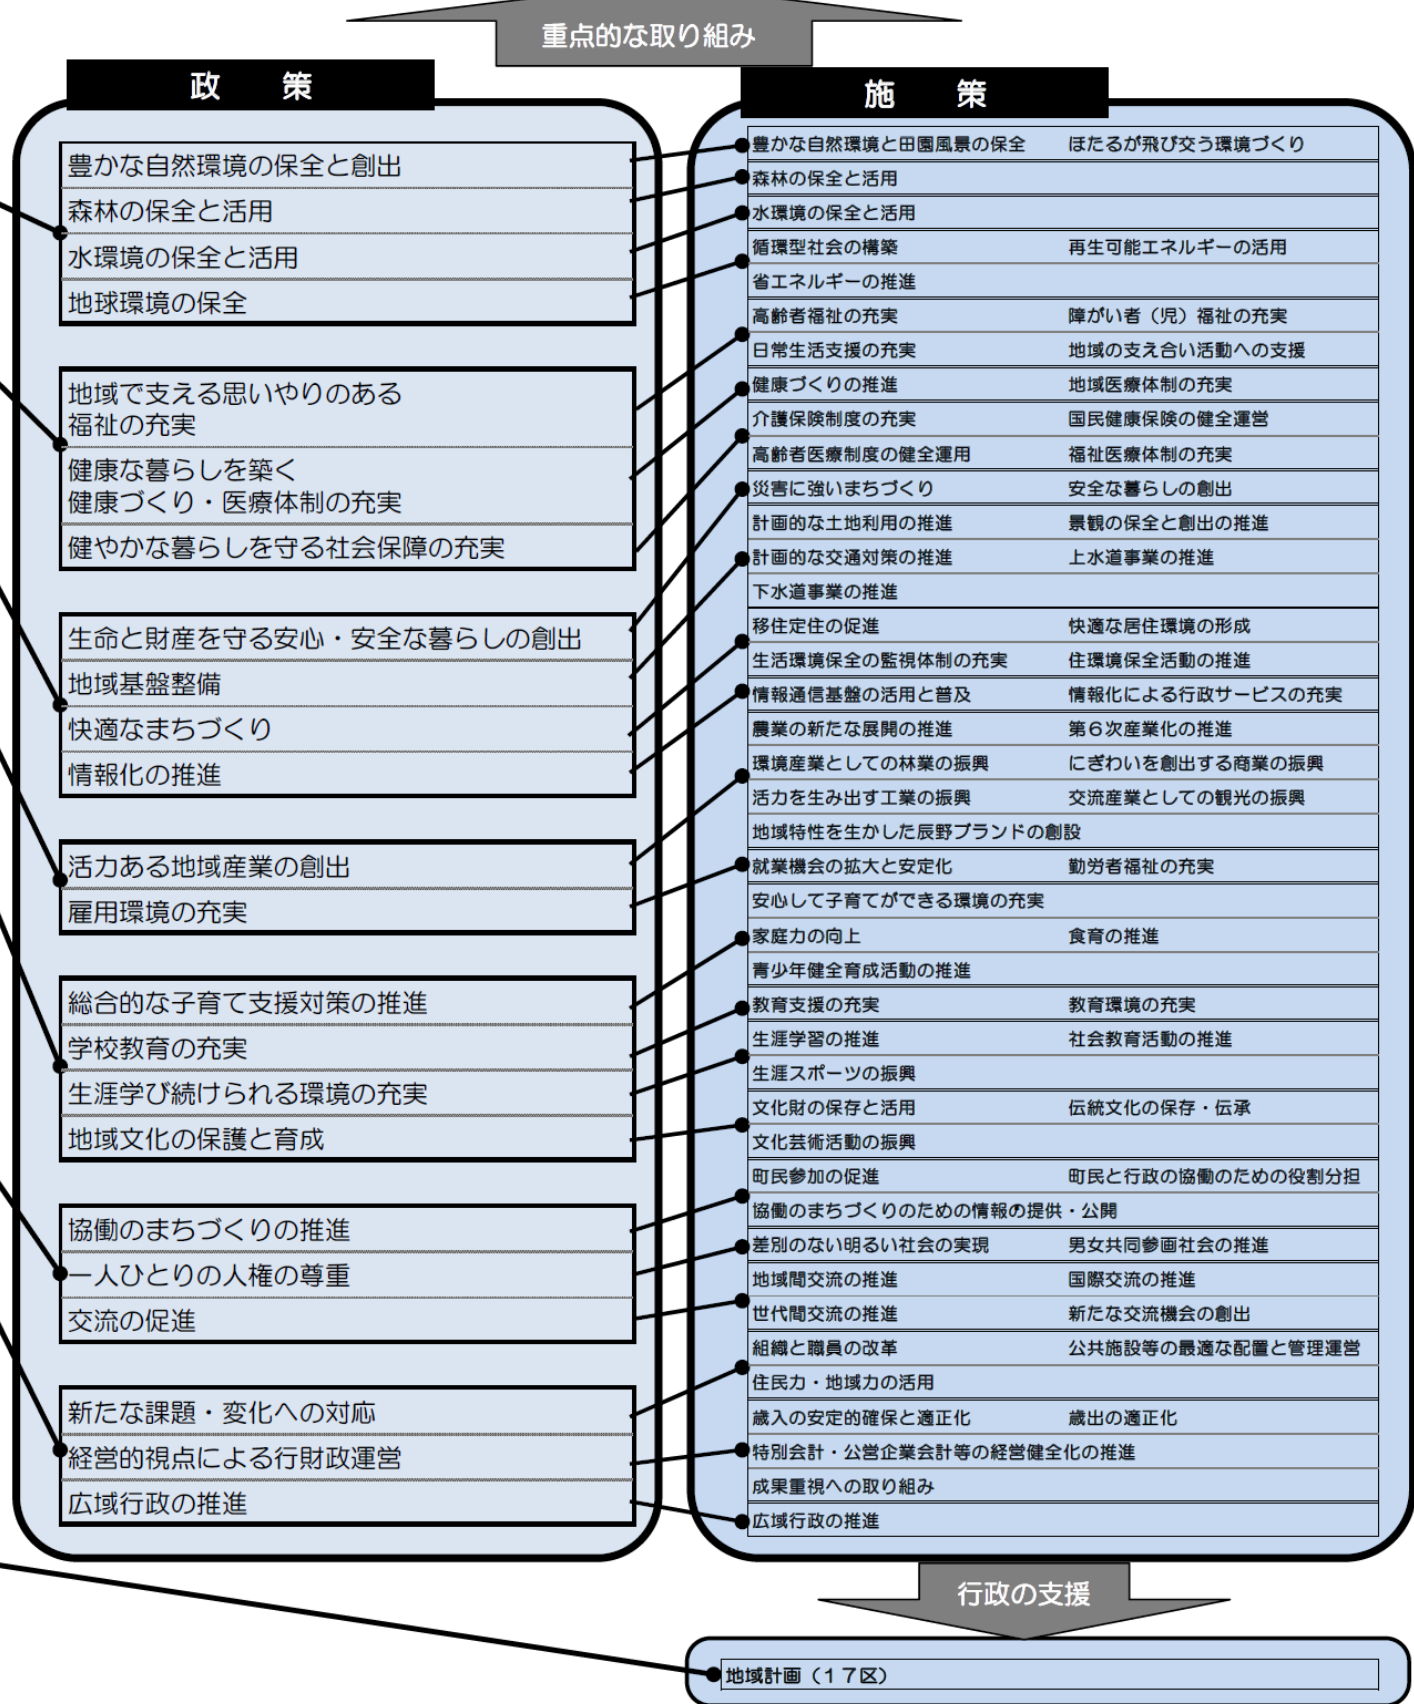 重点的な取り組み
政　策
豊かな自然環境の保全と創出
森林の保全と活用
水環境の保全と活用
地球環境の保全
地域で支える思いやりのある
福祉の充実
健康な暮らしを築く
健康づくり・医療体制の充実
健やかな暮らしを守る社会保障の充実
生命と財産を守る安心・安全な暮らしの創出
地域基盤整備
快適なまちづくり
情報化の推進
活力ある地域産業の創出
雇用環境の充実
総合的な子育て支援対策の推進
学校教育の充実
生涯学び続けられる環境の充実
地域文化の保護と育成
協働のまちづくりの推進
一人ひとりの人権の尊重
交流の促進
新たな課題・変化への対応
経営的視点による行財政運営
広域行政の推進
施　策
豊かな自然環境と田園風景の保全　ほたるが飛び交う環境づくり
森林の保全と活用
水環境の保全と活用
循環型社会の構築　再生可能エネルギーの活用
省エネルギーの推進
高齢者福祉の充実　障がい者（児）福祉の充実
日常生活支援の充実　地域の支え合い活動への支援
健康づくりの推進　地域医療体制の充実
介護保険制度の充実　国民健康保険の健全運営
高齢者医療制度の健全運用　福祉医療体制の充実
災害に強いまちづくり　安全な暮らしの創出
計画的な土地利用の推進　景観の保全と創出の推進
計画的な交通対策の推進　上水道事業の推進
下水道事業の推進
移住定住の促進　快適な居住環境の形成
生活環境保全の監視体制の充実　住環境保全活動の推進
情報通信基盤の活用と普及　情報化による行政サービスの充実
農業の新たな展開の推進　第６次産業化の推進
環境産業としての林業の振興　にぎわいを創出する商業の振興
活力を生み出す工業の振興　交流産業としての観光の振興
地域特性を生かした辰野ブランドの創設
就業機会の拡大と安定化　勤労者福祉の充実
安心して子育てができる環境の充実
家庭力の向上　食育の推進
青少年健全育成活動の推進
教育支援の充実　教育環境の充実
生涯学習の推進　社会教育活動の推進
生涯スポーツの振興
文化財の保存と活用　伝統文化の保存・伝承
文化芸術活動の振興
町民参加の促進　町民と行政の協働のための役割分担
協働のまちづくりのための情報の提供・公開
差別のない明るい社会の実現　男女共同参画社会の推進
地域間交流の推進　国際交流の推進
世代間交流の推進　新たな交流機会の創出
組織と職員の改革　公共施設等の最適な配置と管理運営
住民力・地域力の活用
歳入の安定的確保と適正化　歳出の適正化
特別会計・公営企業会計等の経営健全化の推進
成果重視への取り組み
広域行政の推進
行政の支援
地域計画（１７区）